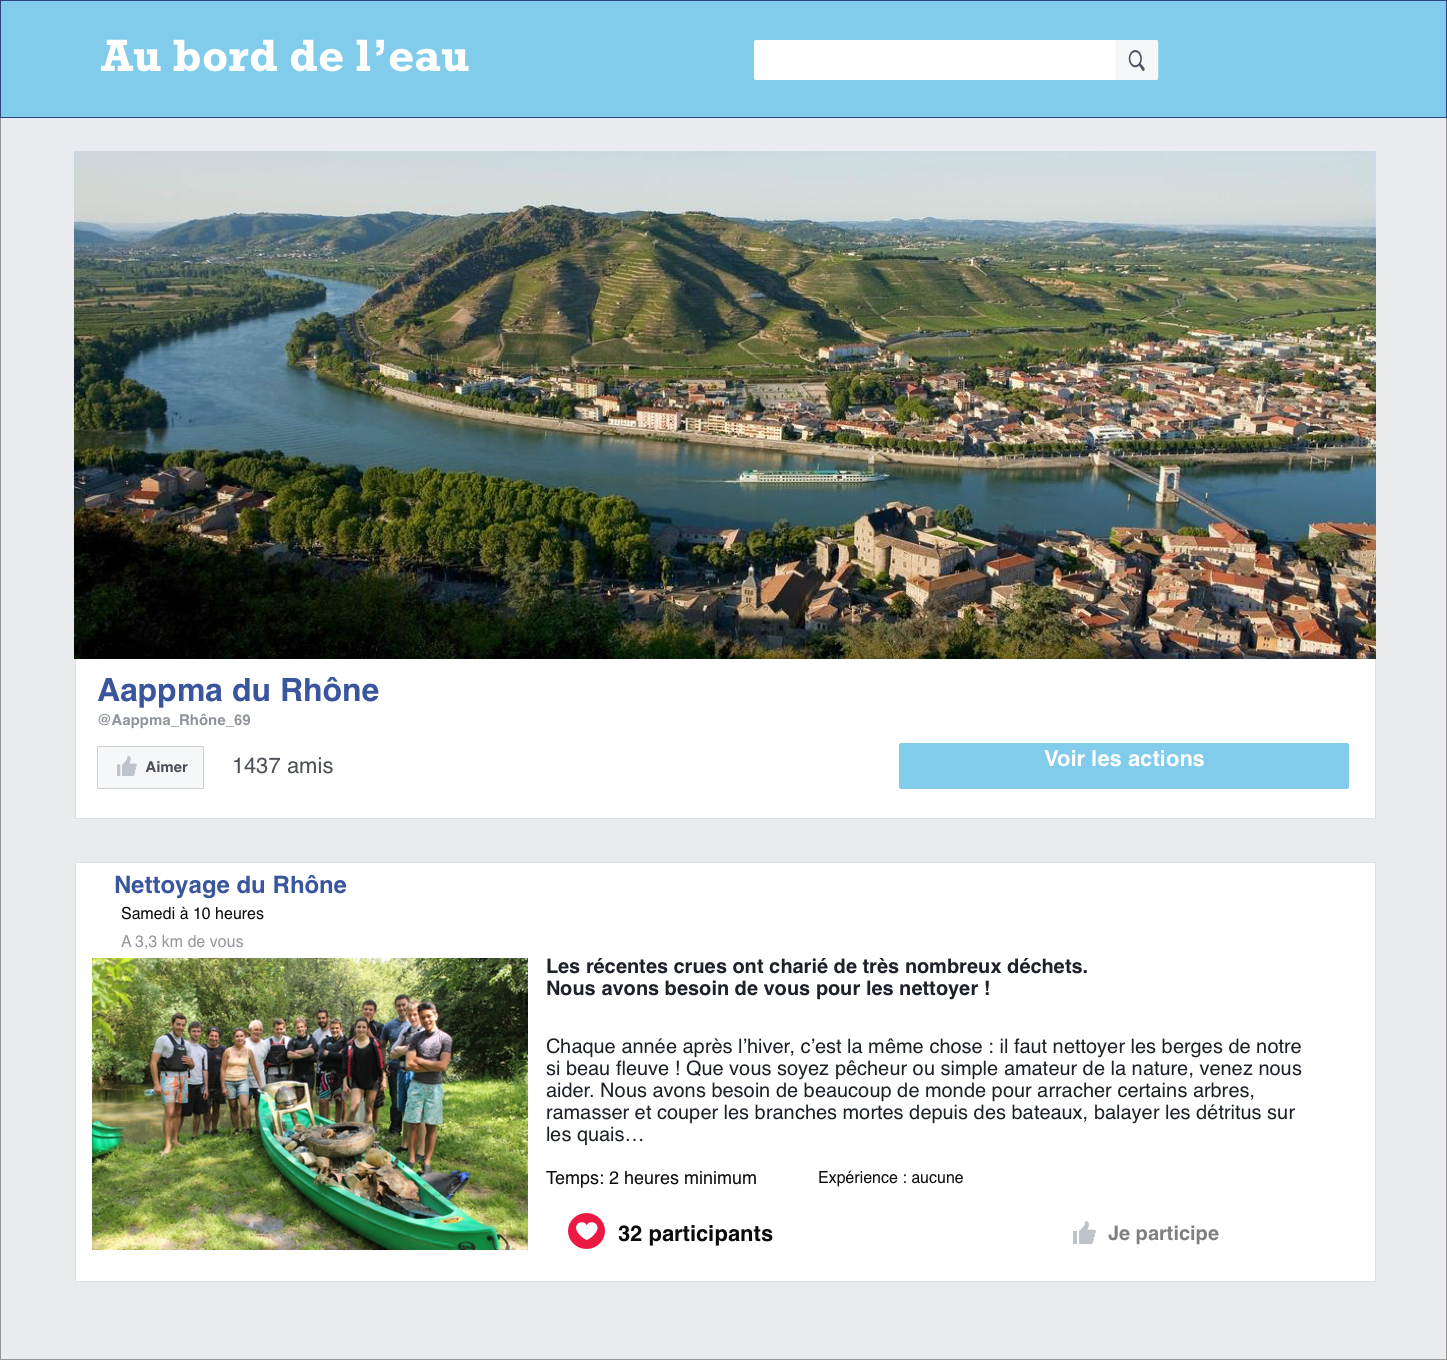 Au bord de l’eau
Aappma du Rhône
@Aappma_Rhône_69
Aimer
1437 amis
Voir les actions
Nettoyage du Rhône
Samedi à 10 heures
A 3,3 km de vous
Les récentes crues ont charié de très nombreux déchets.
Nous avons besoin de vous pour les nettoyer !
Chaque année après l’hiver, c’est la même chose : il faut nettoyer les berges de notre
si beau fleuve ! Que vous soyez pêcheur ou simple amateur de la nature, venez nous
aider. Nous avons besoin de beaucoup de monde pour arracher certains arbres,
ramasser et couper les branches mortes depuis des bateaux, balayer les détritus sur
les quais…
Temps: 2 heures minimum
Expérience : aucune
32 participants
Je participe